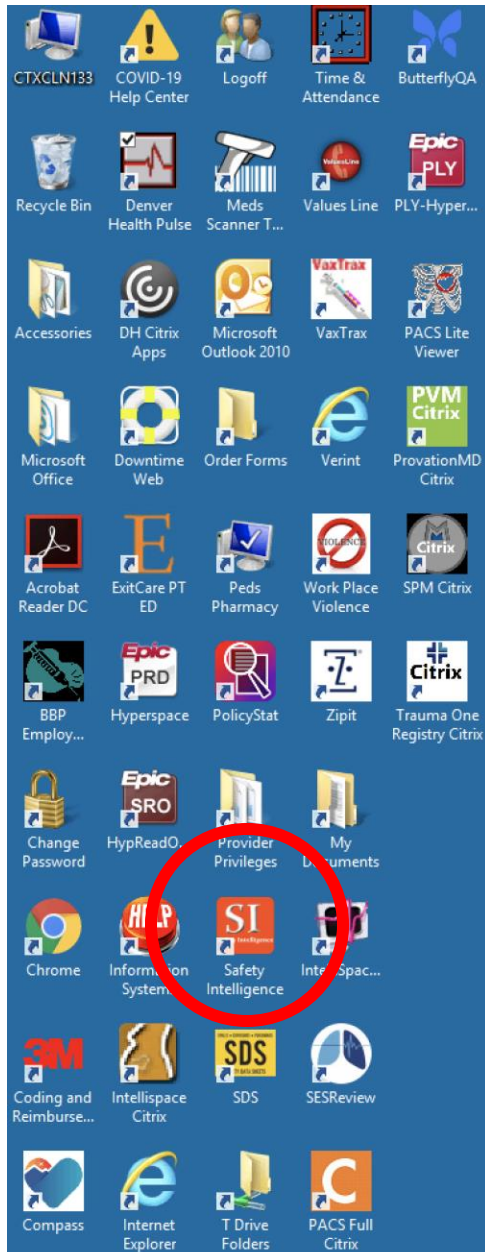 CTXCLN133
COVID-19
Help Center
Logoff
Time &
Attendance
ButterflyQA
Recycle Bin
Denver
Health Pulse
Meds
Scanner T...
ValuesLine
Values Line
Epic
PLY
PLY-Hyper...
Accessories
DH Citrix
Apps
Microsoft
Outlook 2010
VaxTrax
VaxTrax
PACS Lite
Viewer
Microsoft
Office
Downtime
Web
Order Forms
Verint
PVM
Citrix
ProvationMD
Citrix
Acrobat
Reader DC
E
ExitCare PT
ED
Peds
Pharmacy
VIOLENCE
Work Place
Violence
Citrix
SPM Citrix
BBP
Employ...
Epic
PRD
Hyperspace
PolicyStat
Z
Zipit
Citrix
Trauma One
Registry Citrix
Change
Password
Epic
SRO
HypReadO...
Provider
Privileges
My
Documents
Chrome
HELP
Information
System
SI
Intelligence
Safety
Intelligence
3M
Coding and
Reimburse...
Intellispace
Citrix
SDS
SDS
SESReview
Compass
Internet
Explorer
T Drive
Folders
C
PACS Full
Citrix